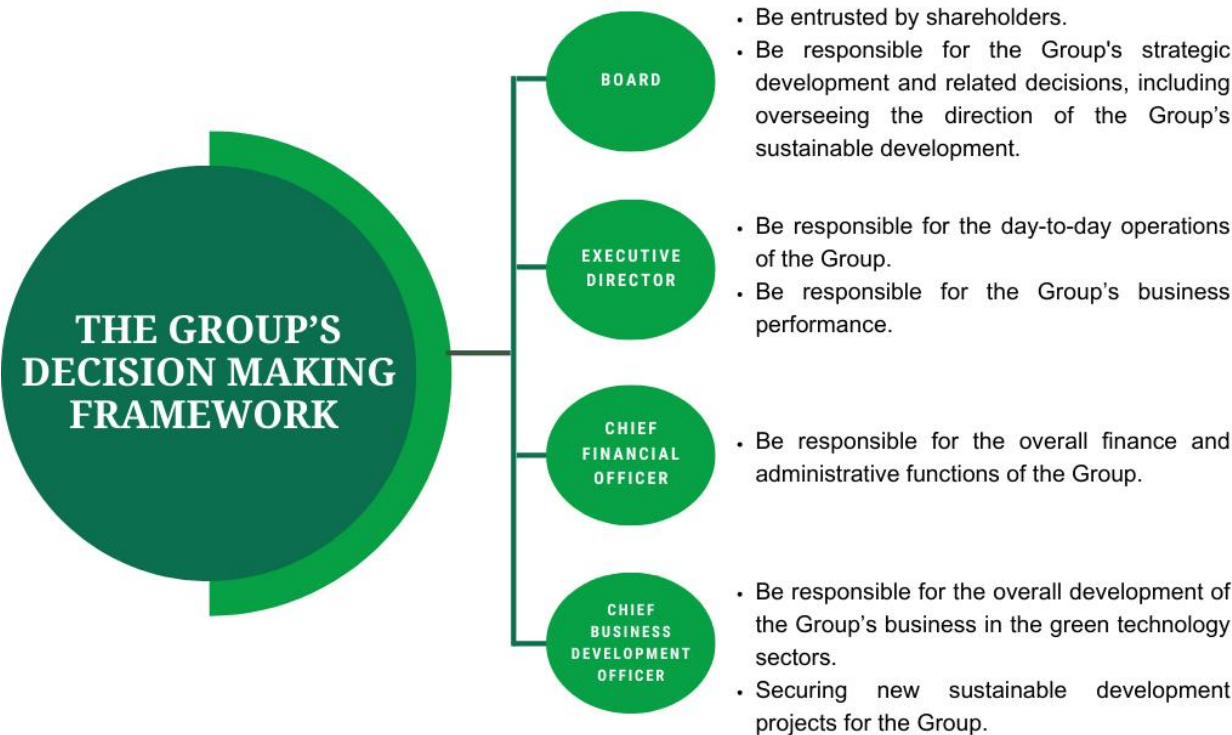 THE GROUP'S
DECISION MAKING
FRAMEWORK
BOARD
• Be entrusted by shareholders.
• Be responsible for the Group's strategic
development and related decisions, including
overseeing the direction of the Group’s
sustainable development.
EXECUTIVE
DIRECTOR
• Be responsible for the day-to-day operations
of the Group.
• Be responsible for the Group’s business
performance.
CHIEF
FINANCIAL
OFFICER
• Be responsible for the overall finance and
administrative functions of the Group.
CHIEF
BUSINESS
DEVELOPMENT
OFFICER
• Be responsible for the overall development of
the Group’s business in the green technology
sectors.
• Securing new sustainable development
projects for the Group.